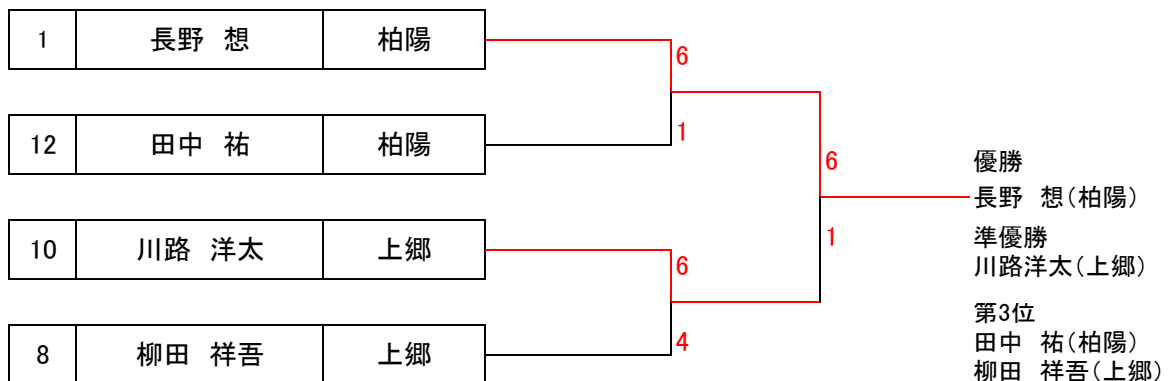 1 長野 想 柏陽
6
12 田中 祐 柏陽
1
6
優勝
長野 想(柏陽)
10 川路 洋太 上郷
1
準優勝
川路洋太(上郷)
6
第3位
8 柳田 祥吾 上郷
4
田中 祐(柏陽)
柳田 祥吾(上郷)